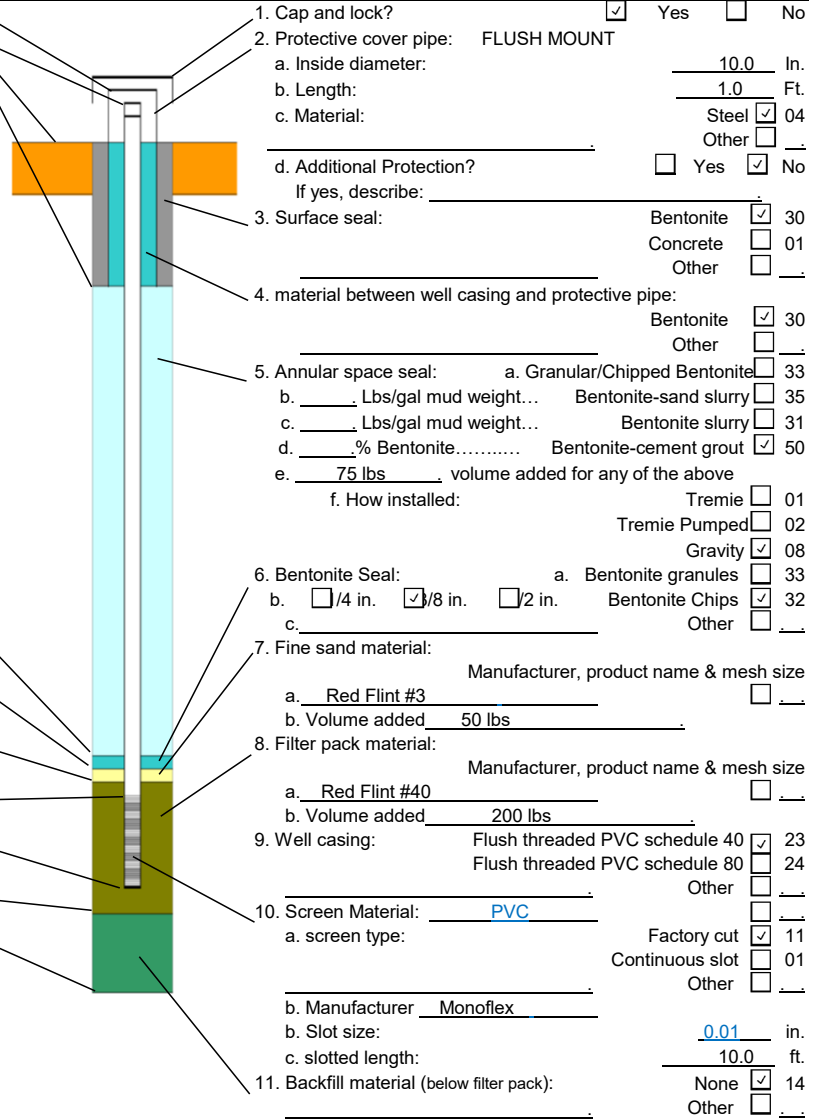 1. Cap and lock? ☑ Yes ☐ No
2. Protective cover pipe: FLUSH MOUNT
a. Inside diameter: 10.0 In.
b. Length: 1.0 Ft.
c. Material: Steel ☑ 04
. Other ☐ .
d. Additional Protection? ☐ Yes ☑ No
If yes, describe: .
3. Surface seal: Bentonite ☑ 30
Concrete ☐ 01
Other ☐ .
4. material between well casing and protective pipe:
Bentonite ☑ 30
Other ☐ .
5. Annular space seal: a. Granular/Chipped Bentonite ☐ 33
b. . Lbs/gal mud weight… Bentonite-sand slurry ☐ 35
c. . Lbs/gal mud weight… Bentonite slurry ☐ 31
d. .% Bentonite…….…. Bentonite-cement grout ☑ 50
e. 75 lbs . volume added for any of the above
f. How installed: Tremie ☐ 01
Tremie Pumped ☐ 02
Gravity ☑ 08
6. Bentonite Seal: a. Bentonite granules ☐ 33
b. ☐/4 in. ☑/8 in. ☐/2 in. Bentonite Chips ☑ 32
c. Other ☐ . .
7. Fine sand material:
Manufacturer, product name & mesh size
a. Red Flint #3 ☐ . .
b. Volume added 50 lbs .
8. Filter pack material:
Manufacturer, product name & mesh size
a. Red Flint #40 ☐ . .
b. Volume added 200 lbs .
9. Well casing: Flush threaded PVC schedule 40 ☑ 23
Flush threaded PVC schedule 80 ☐ 24
. Other ☐ . .
10. Screen Material: PVC ☐ . .
a. screen type: Factory cut ☑ 11
Continuous slot ☐ 01
. Other ☐ . .
b. Manufacturer Monoflex
b. Slot size: 0.01 in.
c. slotted length: 10.0 ft.
11. Backfill material (below filter pack): None ☑ 14
. Other ☐ . .